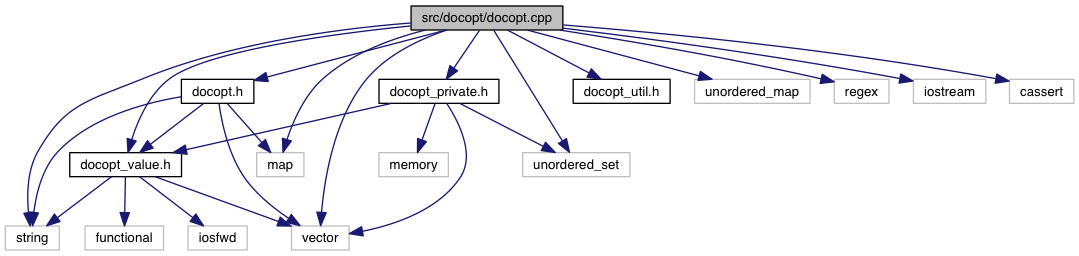 src/docopt/docopt.cpp
docopt.h
docopt_private.h
docopt_util.h
unordered_map
regex
iostream
cassert
docopt_value.h
map
memory
unordered_set
string
functional
iosfwd
vector